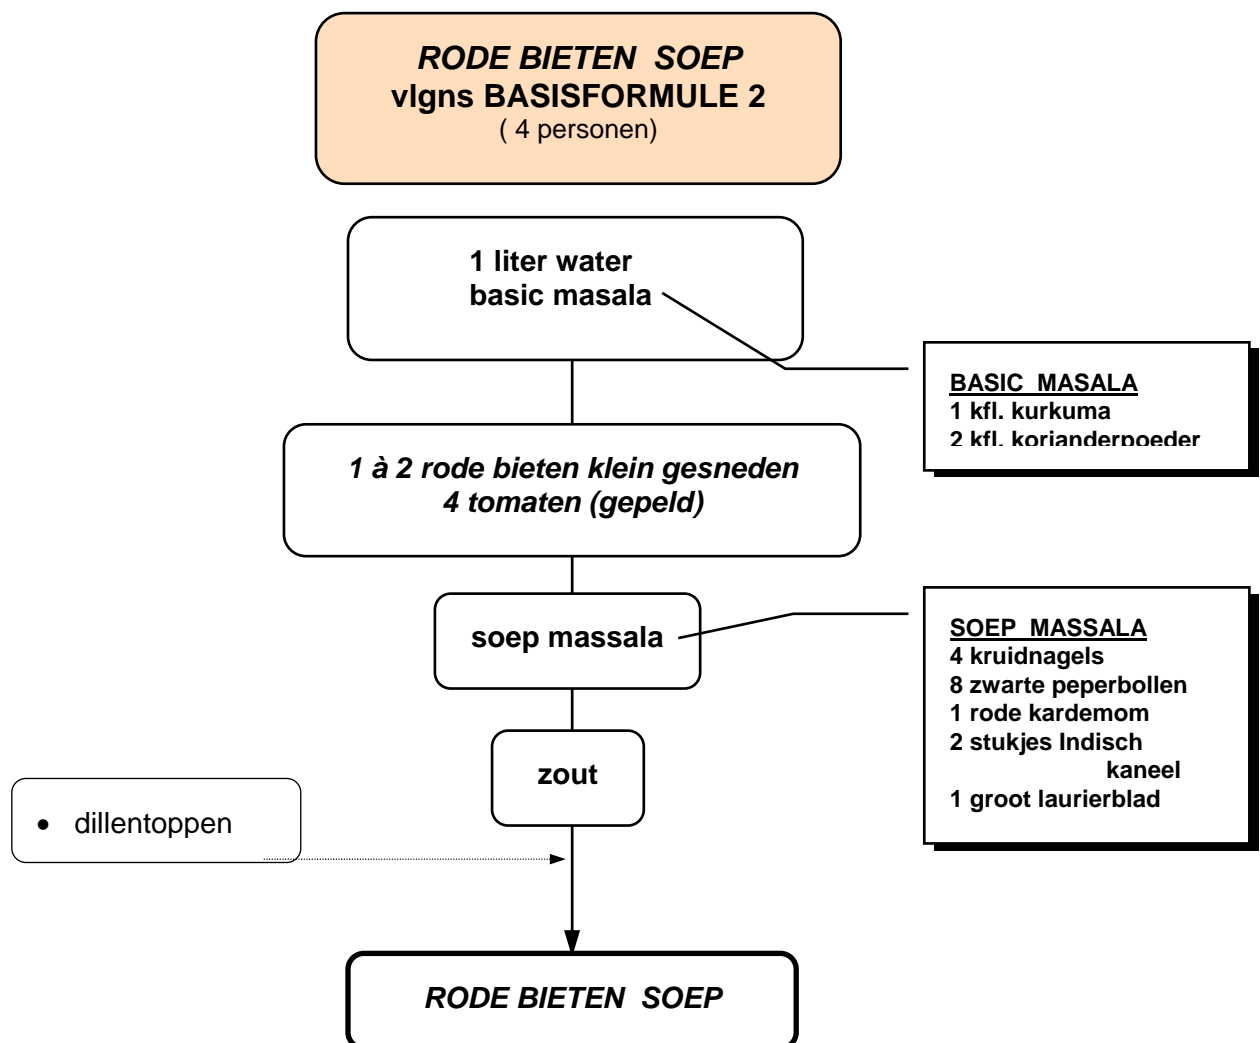 RODE BIETEN SOEP
vlgns BASISFORMULE 2
( 4 personen)
1 liter water
basic masala
BASIC MASALA
1 kfl. kurkuma
2 kfl. korianderpoeder
1 à 2 rode bieten klein gesneden
4 tomaten (gepeld)
soep massala
SOEP MASSALA
4 kruidnagels
8 zwarte peperbollen
1 rode kardemom
2 stukjes Indisch
kaneel
1 groot laurierblad
zout
• dillentoppen
RODE BIETEN SOEP